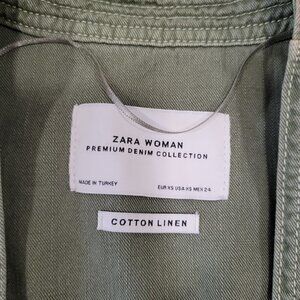 ZARA WOMAN
PREMIUM DENIM COLLECTION
MADE IN TURKEY
EUR XS USA XS MEX 24
COTTON LINEN